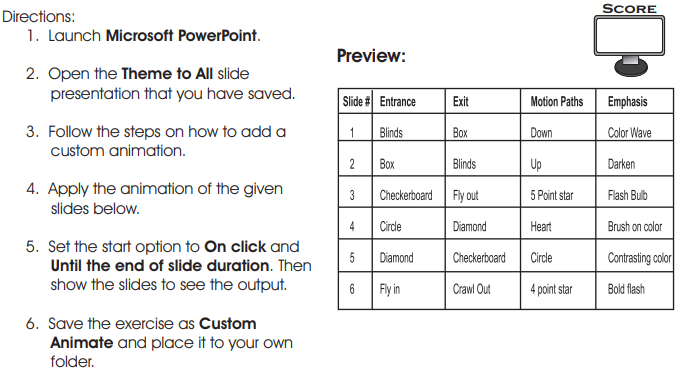 Directions:
1. Launch Microsoft PowerPoint.
2. Open the Theme to All slide
presentation that you have saved.
3. Follow the steps on how to add a
custom animation.
4. Apply the animation of the given
slides below.
5. Set the start option to On click and
Until the end of slide duration. Then
show the slides to see the output.
6. Save the exercise as Custom
Animate and place it to your own
folder.
SCORE
Preview:
Slide # Entrance Exit Motion Paths Emphasis
1 Blinds Box Down Color Wave
2 Box Blinds Up Darken
3 Checkerboard Fly out 5 Point star Flash Bulb
4 Circle Diamond Heart Brush on color
5 Diamond Checkerboard Circle Contrasting color
6 Fly in Crawl Out 4 point star Bold flash